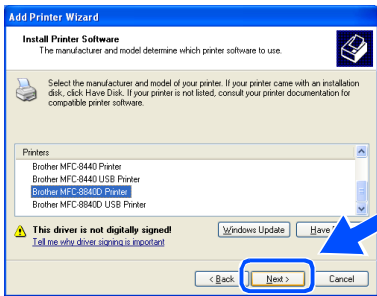 Add Printer Wizard
Install Printer Software
The manufacturer and model determine which printer software to use.
Select the manufacturer and model of your printer. If your printer came with an installation
disk, click Have Disk. If your printer is not listed, consult your printer documentation for
compatible printer software.
Printers
Brother MFC-8440 Printer
Brother MFC-8440 USB Printer
Brother MFC-8840D Printer
Brother MFC-8840D USB Printer
This driver is not digitally signed!
Tell me why driver signing is important
Windows Update
Have
< Back
Next >
Cancel